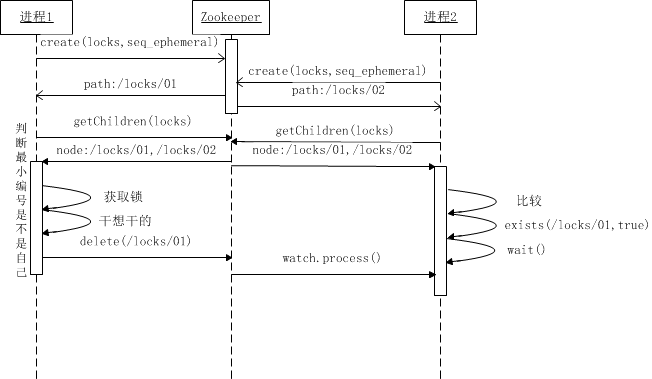 进程1
Zookeeper
进程2
create(locks,seq_ephemeral)
create(locks,seq_ephemeral)
path:/locks/01
path:/locks/02
getChildren(locks)
getChildren(locks)
node:/locks/01,/locks/02
node:/locks/01,/locks/02
判断最小编号是不是自己
获取锁
干想干的
比较
exists(/locks/01,true)
wait()
delete(/locks/01)
watch.process()